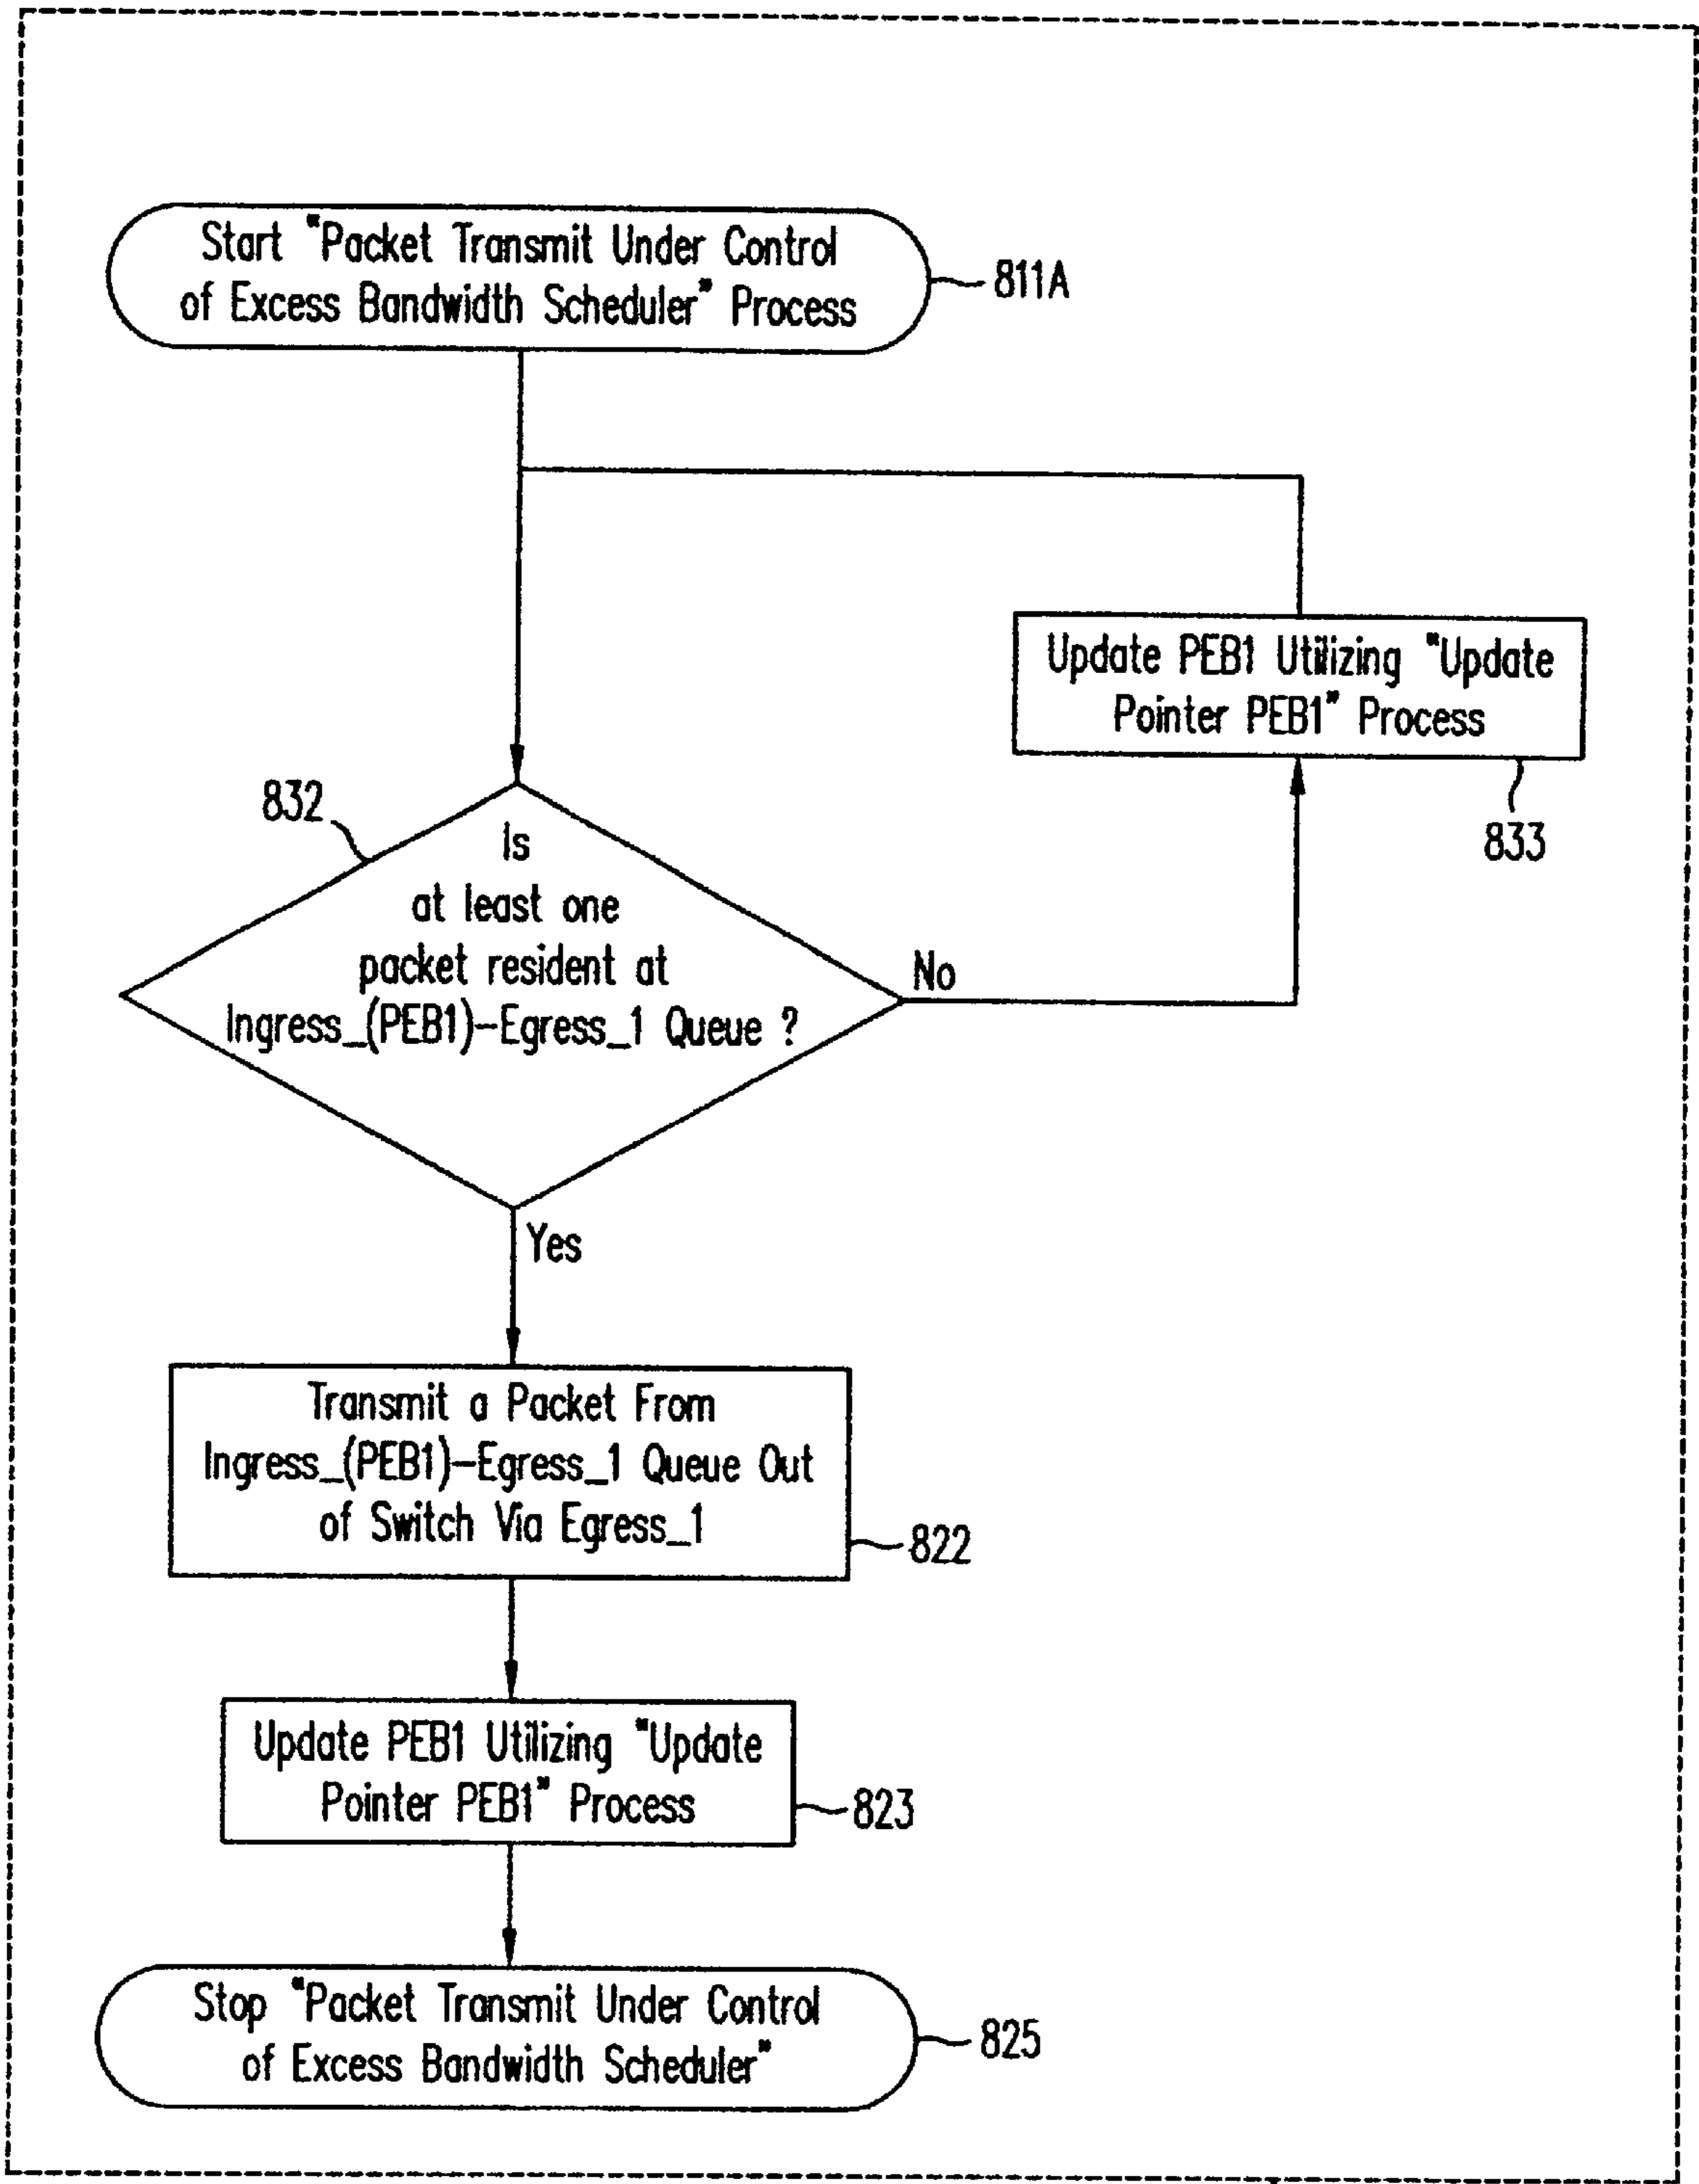 Start "Packet Transmit Under Control
of Excess Bandwidth Scheduler" Process
811A
Update PEB1 Utilizing "Update
Pointer PEB1" Process
833
832
Is
at least one
packet resident at
Ingress_(PEB1)-Egress_1 Queue ?
No
Yes
Transmit a Packet From
Ingress_(PEB1)-Egress_1 Queue Out
of Switch Via Egress_1
822
Update PEB1 Utilizing "Update
Pointer PEB1" Process
823
Stop "Packet Transmit Under Control
of Excess Bandwidth Scheduler"
825